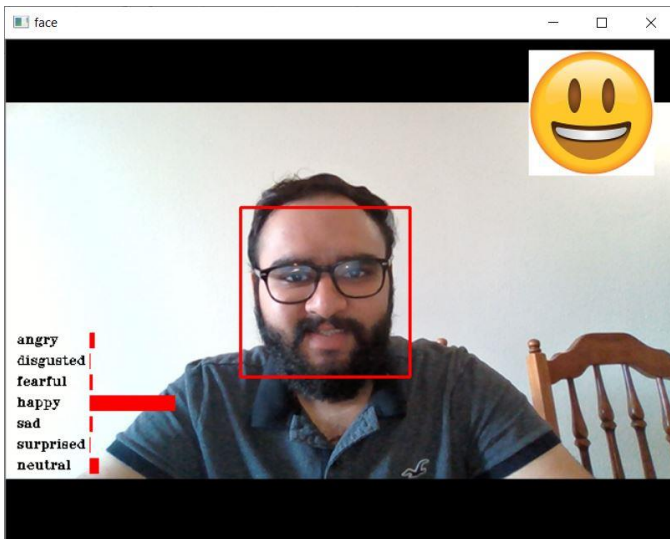 face
angry
disgusted
fearful
happy
sad
surprised
neutral